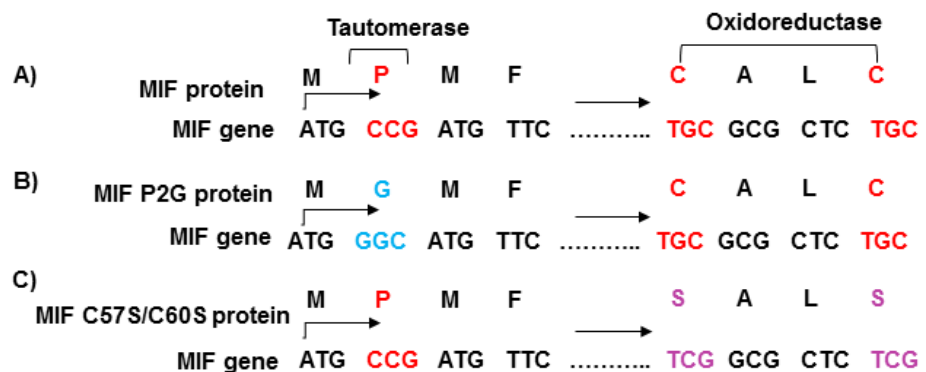 Tautomerase Oxidoreductase
A) M P M F C A L C
MIF protein
MIF gene ATG CCG ATG TTC ……….. TGC GCG CTC TGC
B) M G M F C A L C
MIF P2G protein
MIF gene ATG GGC ATG TTC ……….. TGC GCG CTC TGC
C) M P M F S A L S
MIF C57S/C60S protein
MIF gene ATG CCG ATG TTC ……….. TCG GCG CTC TCG